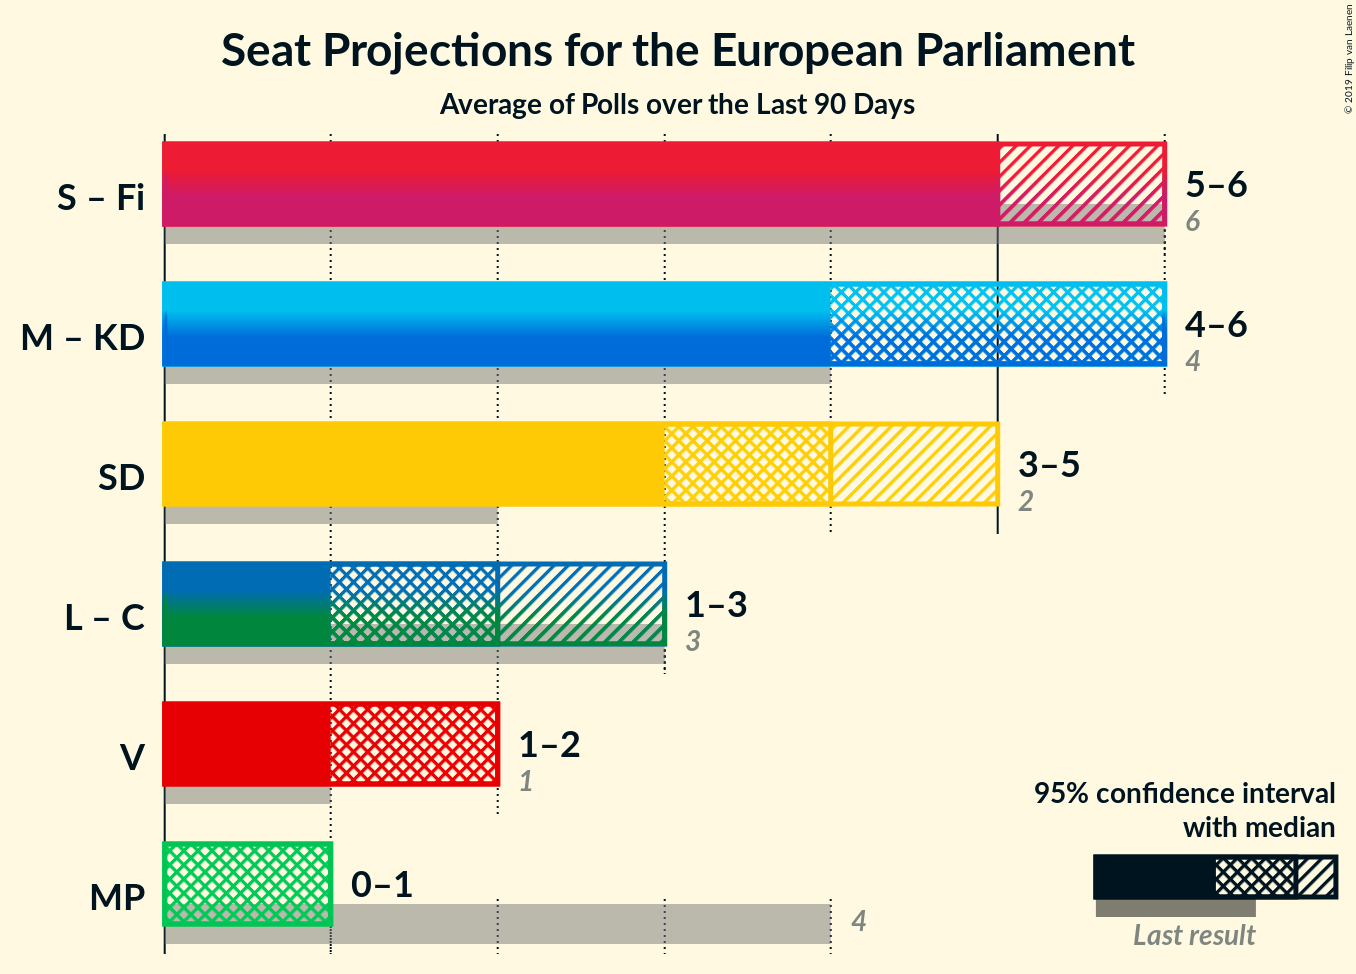 Seat Projections for the European Parliament
Average of Polls over the Last 90 Days
© 2019 Filip van Laenen
S – Fi
5–6
6
M – KD
4–6
4
SD
3–5
2
L – C
1–3
3
V
1–2
1
MP
0–1
4
95% confidence interval
with median
Last result